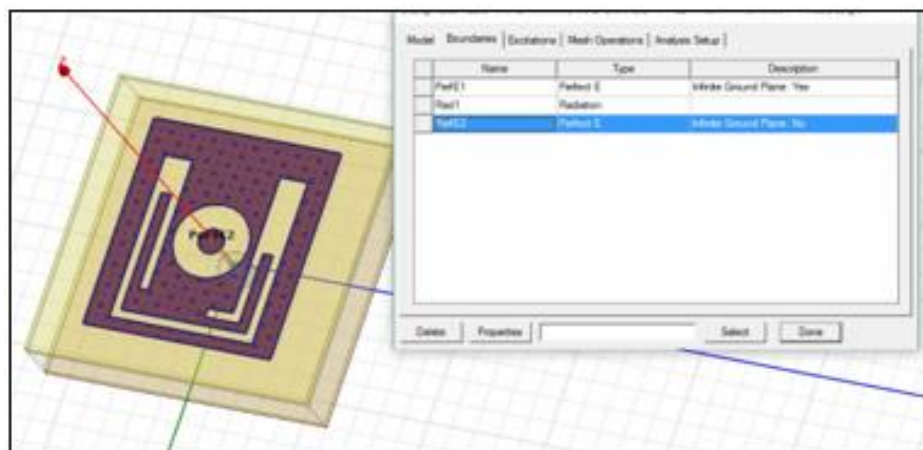 Model Boundaries Excitations Mesh Operations Analysis Setup
Name Type Description
PerfE1 Perfect E Infinite Ground Plane: Yes
Rad1 Radiation
PerfE2 Perfect E Infinite Ground Plane: No
PerfE2
Delete Properties Select Done